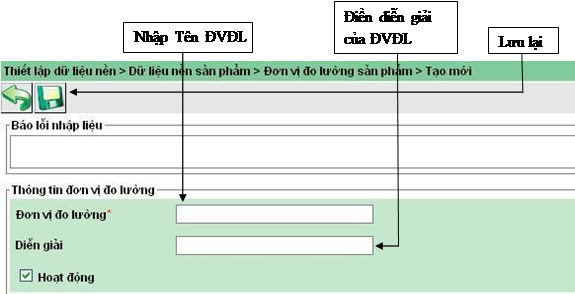 Nhập Tên ĐVĐL
Điền diễn giải
của ĐVĐL
Lưu lại
Thiết lập dữ liệu nền > Dữ liệu nền sản phẩm > Đơn vị đo lường sản phẩm > Tạo mới
Báo lỗi nhập liệu
Thông tin đơn vị đo lường
Đơn vị đo lường*
Diễn giải
Hoạt động